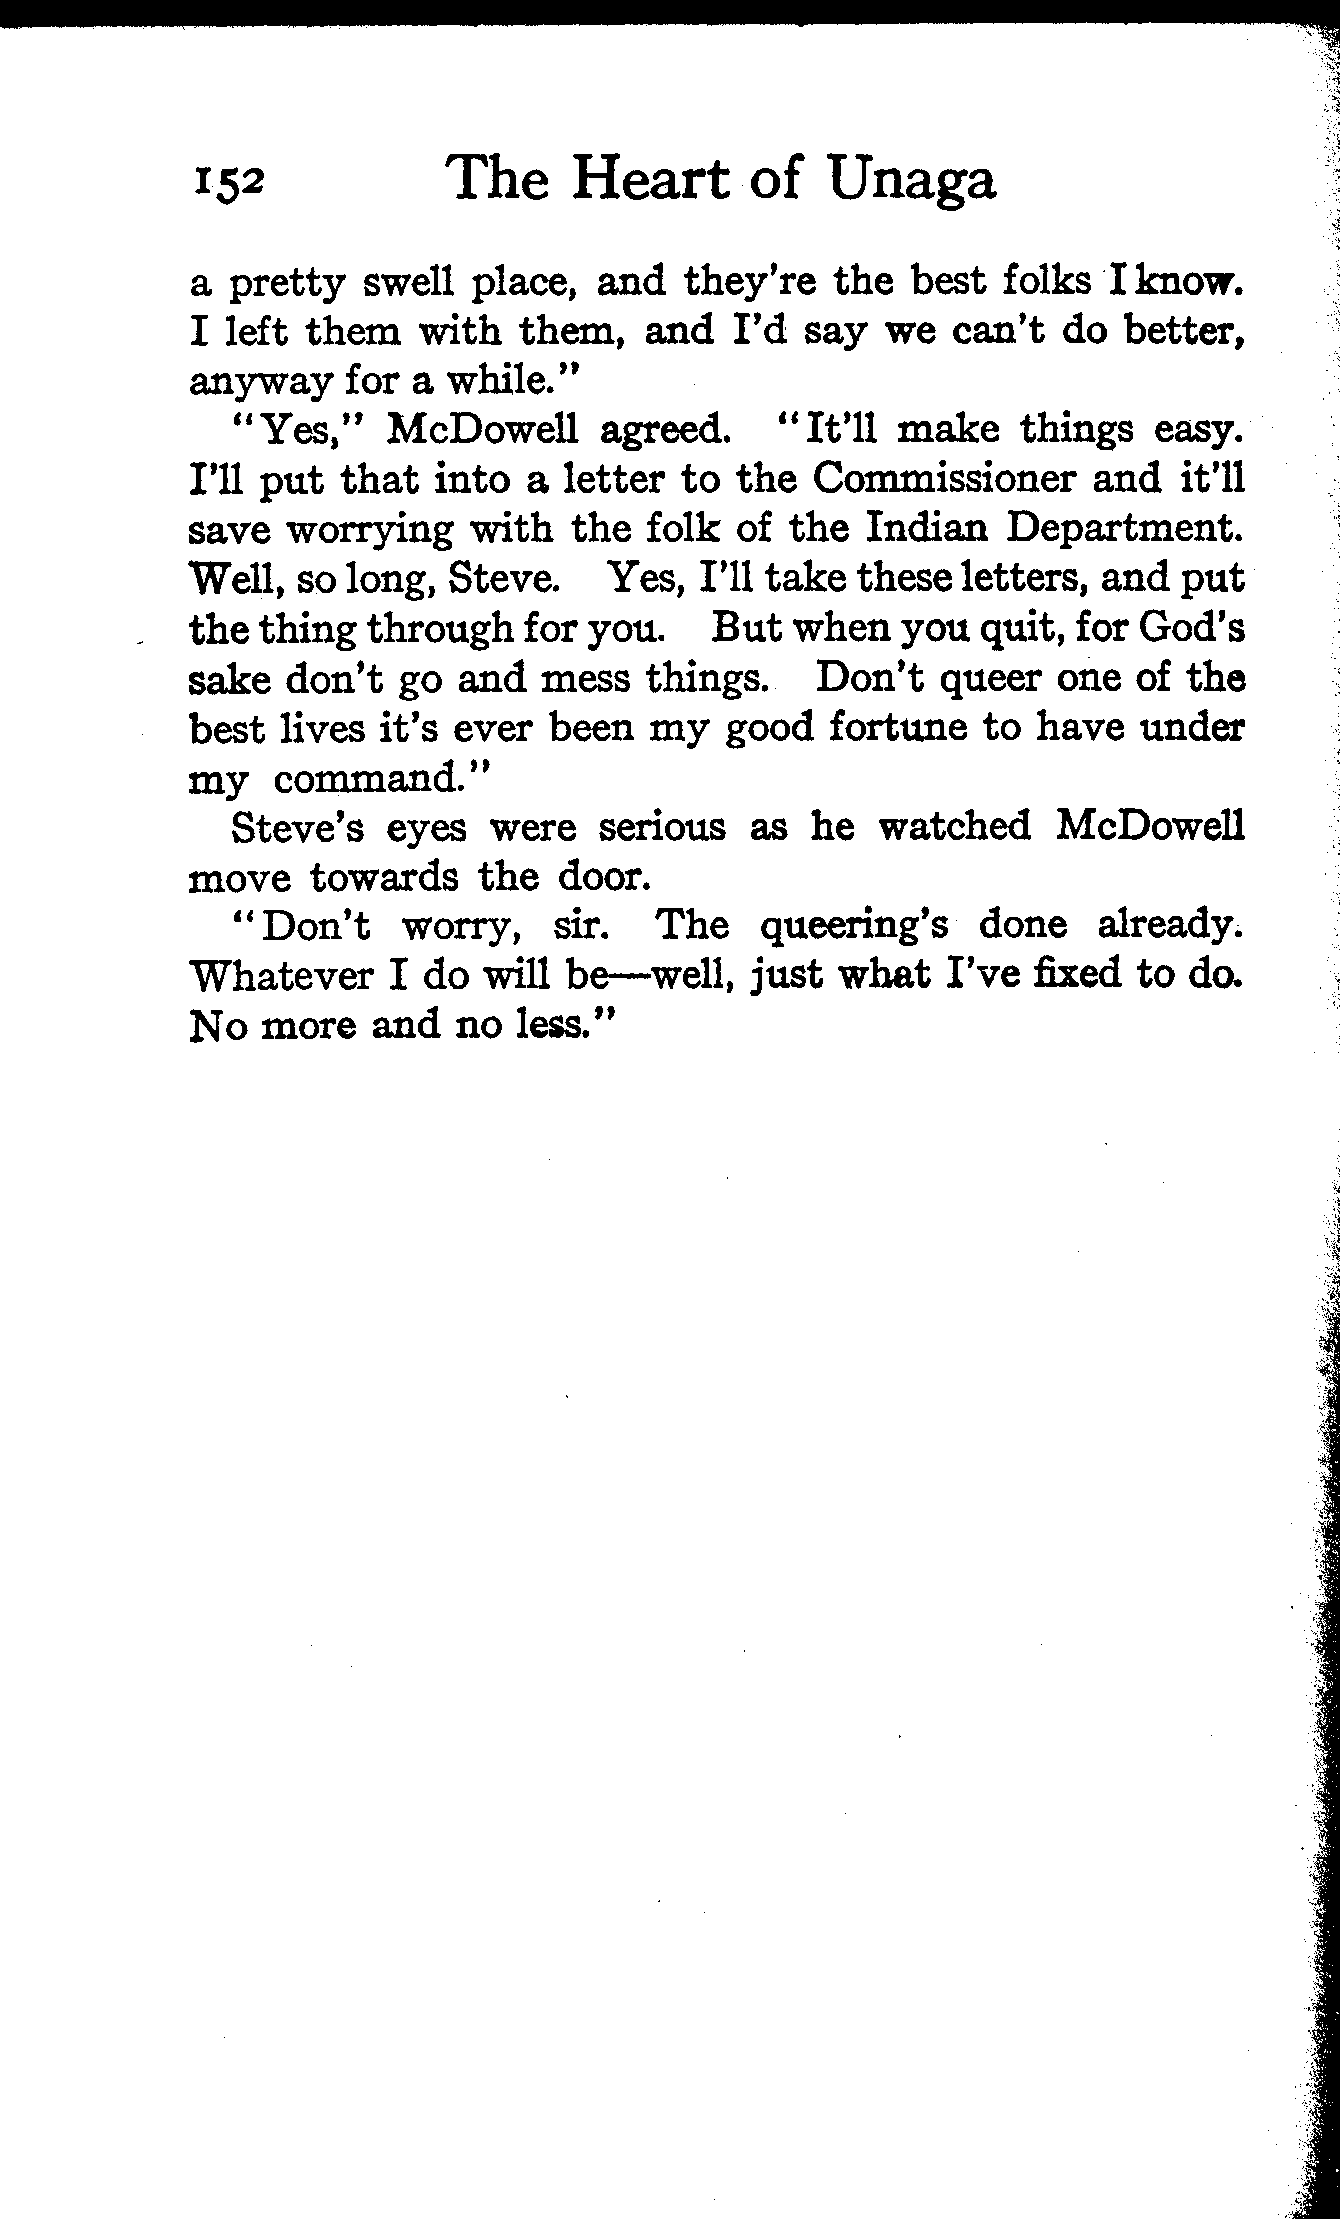 152 The Heart of Unaga
a pretty swell place, and they're the best folks I know.
I left them with them, and I'd say we can't do better,
anyway for a while."
"Yes," McDowell agreed. "It'll make things easy.
I'll put that into a letter to the Commissioner and it'll
save worrying with the folk of the Indian Department.
Well, so long, Steve. Yes, I'll take these letters, and put
the thing through for you. But when you quit, for God's
sake don't go and mess things. Don't queer one of the
best lives it's ever been my good fortune to have under
my command."
Steve's eyes were serious as he watched McDowell
move towards the door.
"Don't worry, sir. The queering's done already.
Whatever I do will be—well, just what I've fixed to do.
No more and no less."